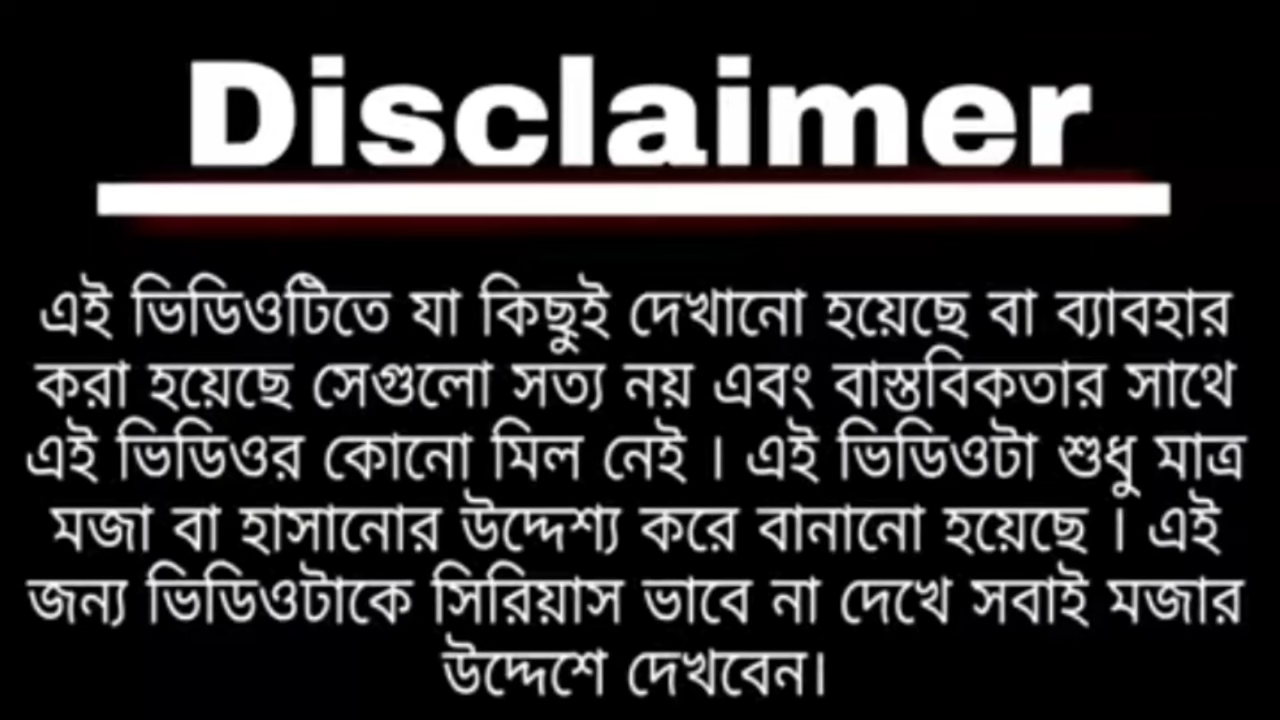 Disclaimer
এই ভিডিওটিতে যা কিছুই দেখানো হয়েছে বা ব্যাবহার
করা হয়েছে সেগুলো সত্য নয় এবং বাস্তবিকতার সাথে
এই ভিডিওর কোনো মিল নেই । এই ভিডিওটা শুধু মাত্র
মজা বা হাসানোর উদ্দেশ্য করে বানানো হয়েছে । এই
জন্য ভিডিওটাকে সিরিয়াস ভাবে না দেখে সবাই মজার
উদ্দেশে দেখবেন।